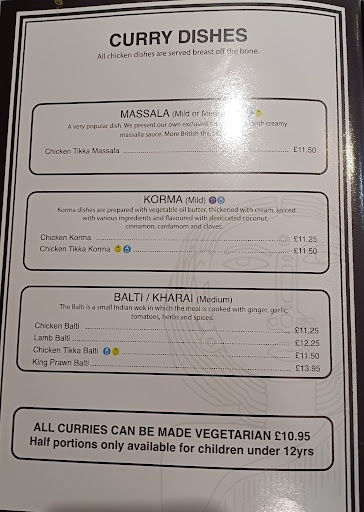 CURRY DISHES
All chicken dishes are served breast off the bone.
MASSALA (Mild or
A very popular dish. We present our own exclusive creamy
massalla sauce. More British
Chicken Tikka Massala £11.50
KORMA (Mild)
Korma dishes are prepared with vegetable oil butter, thickened with cream, spiced
with various ingredients and flavoured with desiccated coconut,
cinnamon, cardamom and cloves.
Chicken Korma £11.25
Chicken Tikka Korma £11.50
BALTI / KHARAI (Medium)
The Balti is a small Indian wok in which the meal is cooked with ginger, garlic,
tomatoes, herbs and spices.
Chicken Balti £11.25
Lamb Balti £12.25
Chicken Tikka Balti £11.50
King Prawn Balti £13.95
ALL CURRIES CAN BE MADE VEGETARIAN £10.95
Half portions only available for children under 12yrs